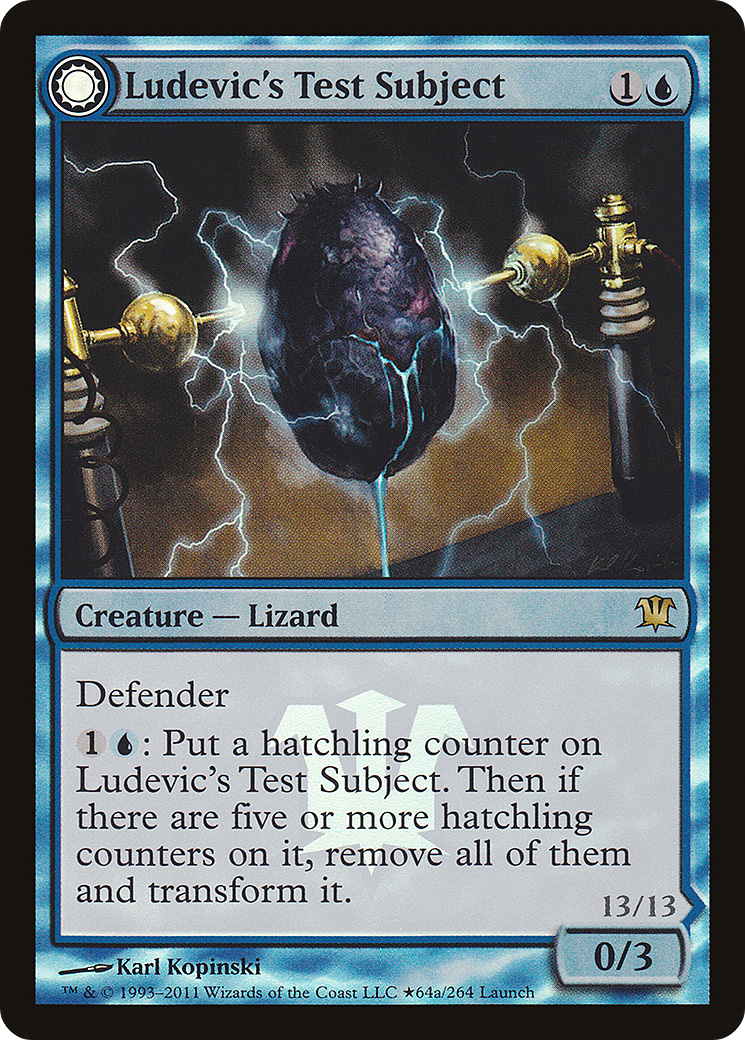 Ludevic's Test Subject 1
Creature — Lizard
Defender
1 : Put a hatchling counter on
Ludevic's Test Subject. Then if
there are five or more hatchling
counters on it, remove all of them
and transform it.
13/13
0/3
Karl Kopinski
™ & © 1993–2011 Wizards of the Coast LLC ★64a/264 Launch